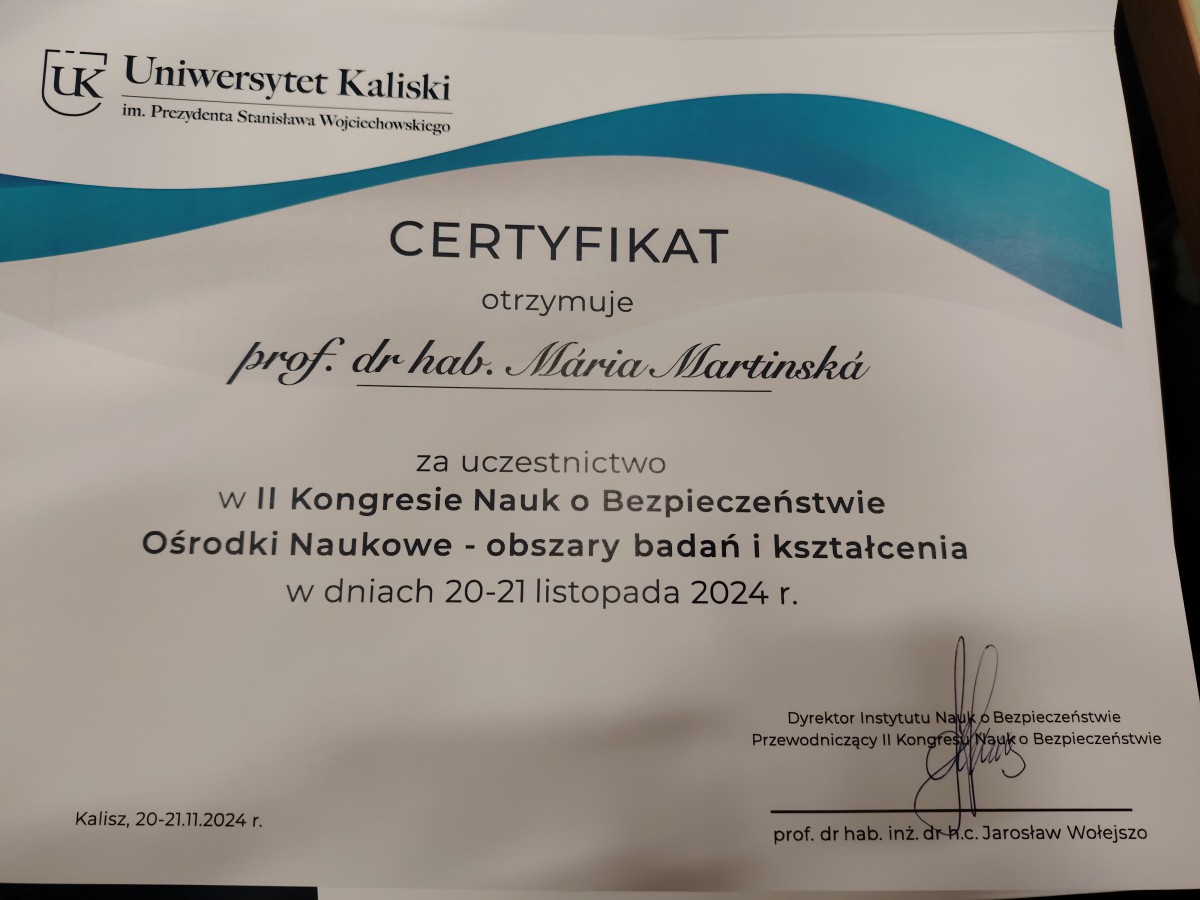 UK
Uniwersytet Kaliski
im. Prezydenta Stanisława Wojciechowskiego
CERTYFIKAT
otrzymuje
prof. dr hab. Mária Martinská
za uczestnictwo
w II Kongresie Nauk o Bezpieczeństwie
Ośrodki Naukowe - obszary badań i kształcenia
w dniach 20-21 listopada 2024 r.
Dyrektor Instytutu Nauk o Bezpieczeństwie
Przewodniczący II Kongresu Nauk o Bezpieczeństwie
Kalisz, 20-21.11.2024 r.
prof. dr hab. inż. dr h.c. Jarosław Wołejszo